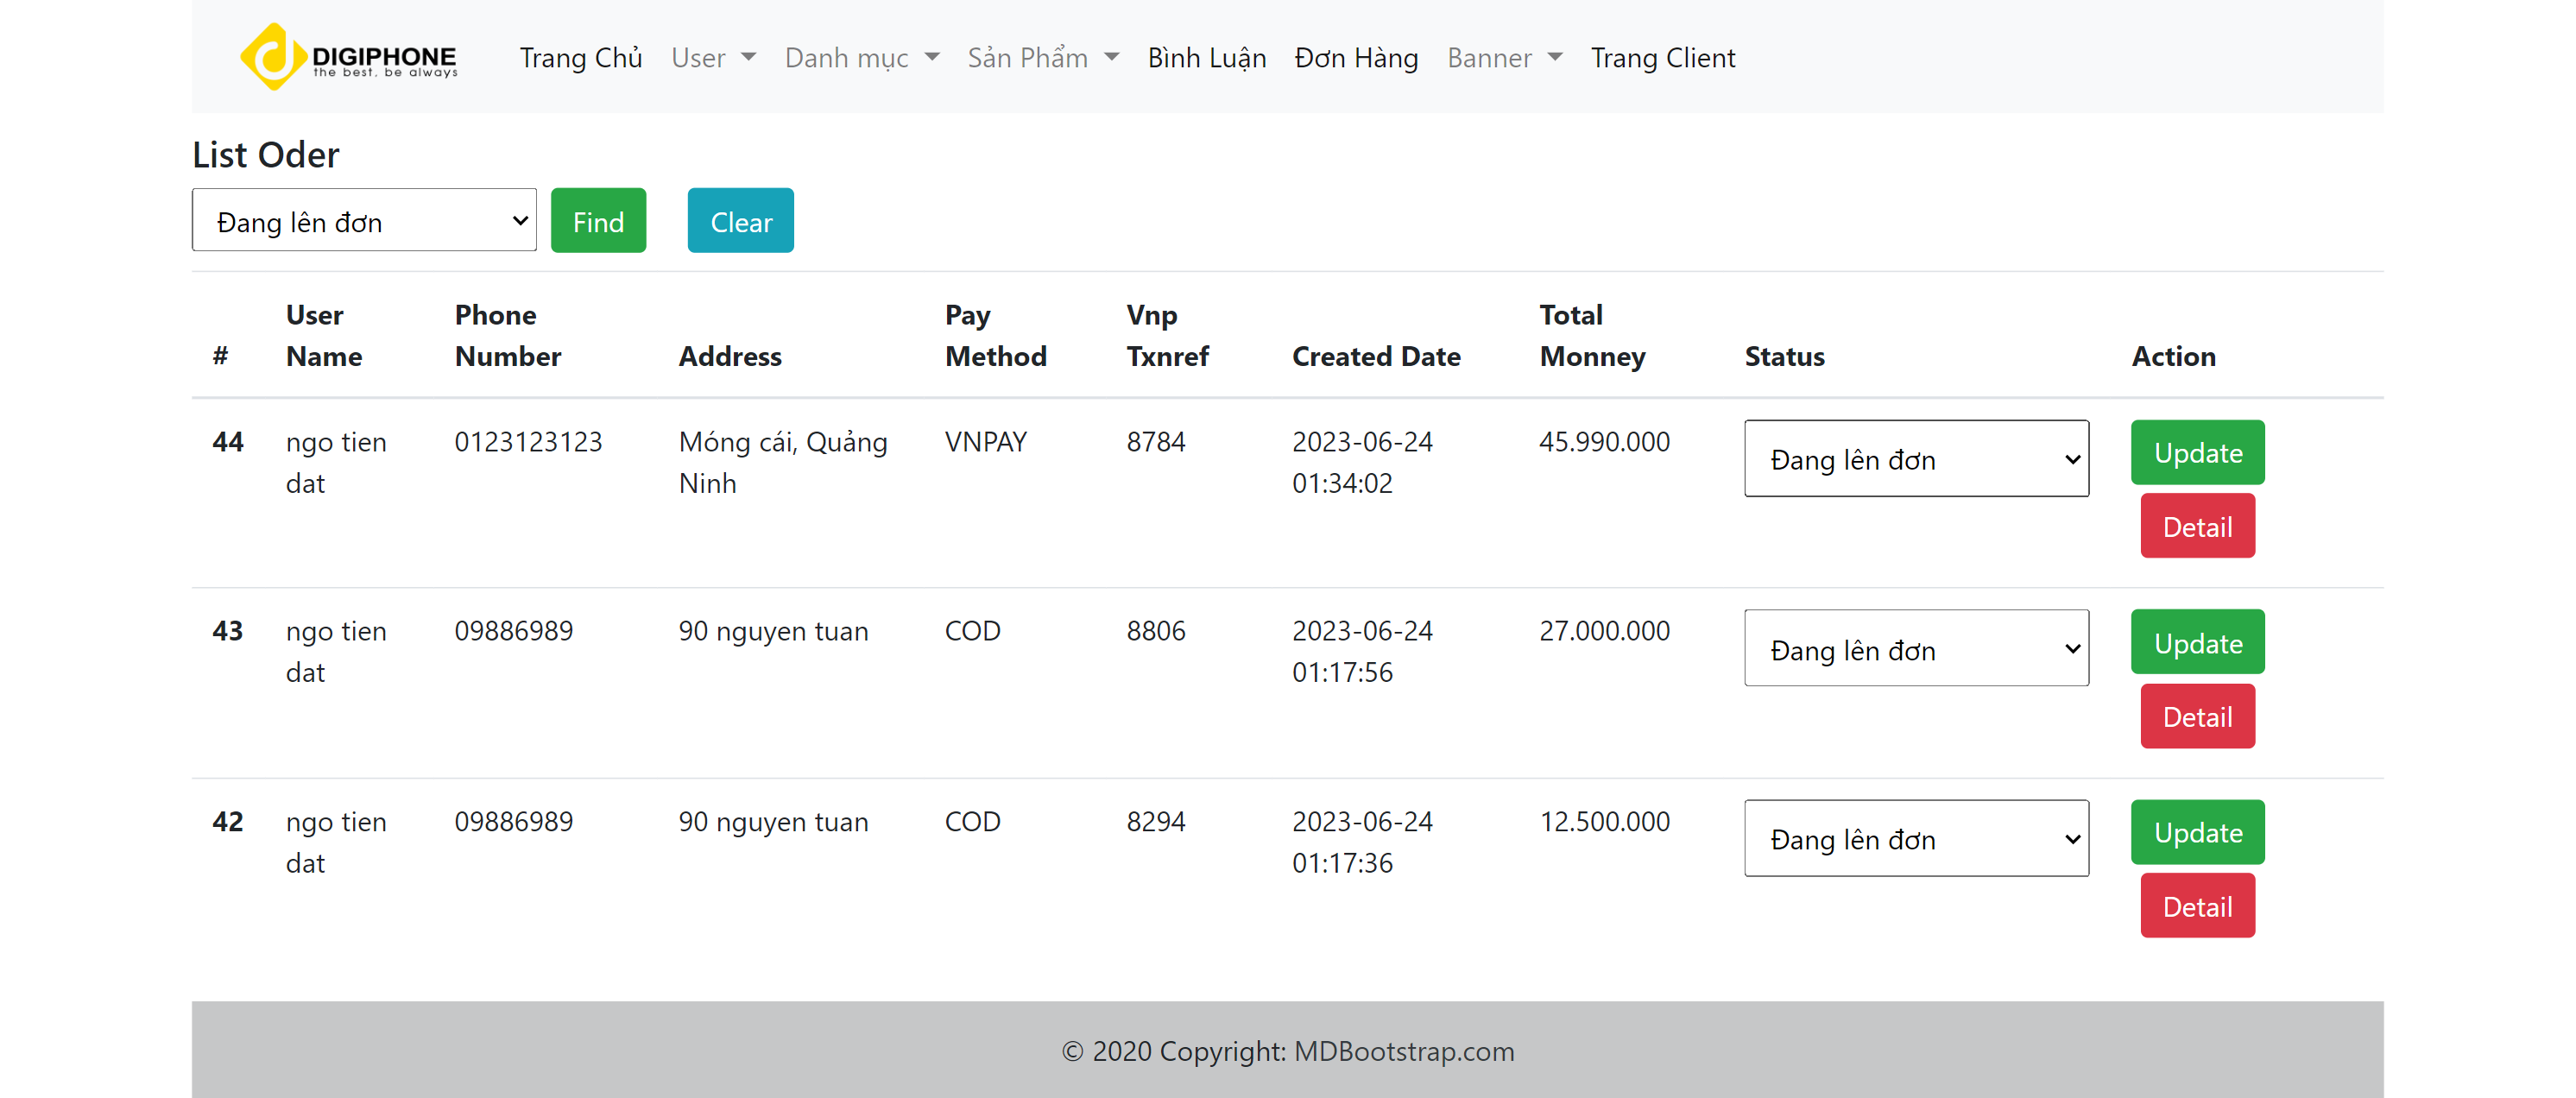 DIGIPHONE
the best, be always
Trang Chủ User Danh mục Sản Phẩm Bình Luận Đơn Hàng Banner Trang Client
List Oder
Đang lên đơn Find Clear
# User Name Phone Number Address Pay Method Vnp Txnref Created Date Total Monney Status Action
44 ngo tien dat 0123123123 Móng cái, Quảng Ninh VNPAY 8784 2023-06-24 01:34:02 45.990.000 Đang lên đơn Update
Detail
43 ngo tien dat 09886989 90 nguyen tuan COD 8806 2023-06-24 01:17:56 27.000.000 Đang lên đơn Update
Detail
42 ngo tien dat 09886989 90 nguyen tuan COD 8294 2023-06-24 01:17:36 12.500.000 Đang lên đơn Update
Detail
© 2020 Copyright: MDBootstrap.com